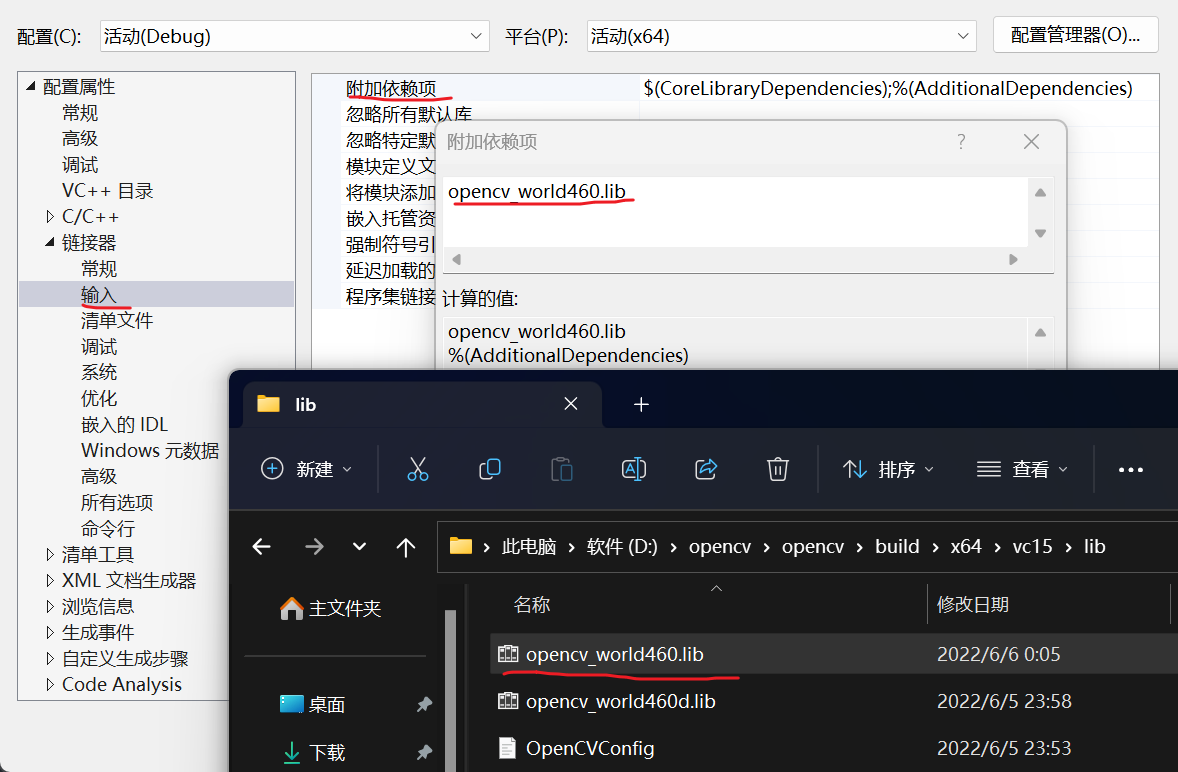 配置(C):
活动(Debug)
平台(P):
活动(x64)
配置管理器(O)...
配置属性
常规
高级
调试
VC++ 目录
C/C++
链接器
常规
输入
清单文件
调试
系统
优化
嵌入的 IDL
Windows 元数据
高级
所有选项
命令行
清单工具
XML 文档生成器
浏览信息
生成事件
自定义生成步骤
Code Analysis
附加依赖项
$(CoreLibraryDependencies);%(AdditionalDependencies)
忽略所有默认库
忽略特定默
模块定义文
将模块添加
嵌入托管资
强制符号引
延迟加载的
程序集链接
附加依赖项
?
opencv_world460.lib
计算的值:
opencv_world460.lib
%(AdditionalDependencies)
lib
新建
排序
查看
此电脑 › 软件 (D:) › opencv › opencv › build › x64 › vc15 › lib
主文件夹
桌面
下载
名称
修改日期
opencv_world460.lib
2022/6/6 0:05
opencv_world460d.lib
2022/6/5 23:58
OpenCVConfig
2022/6/5 23:53